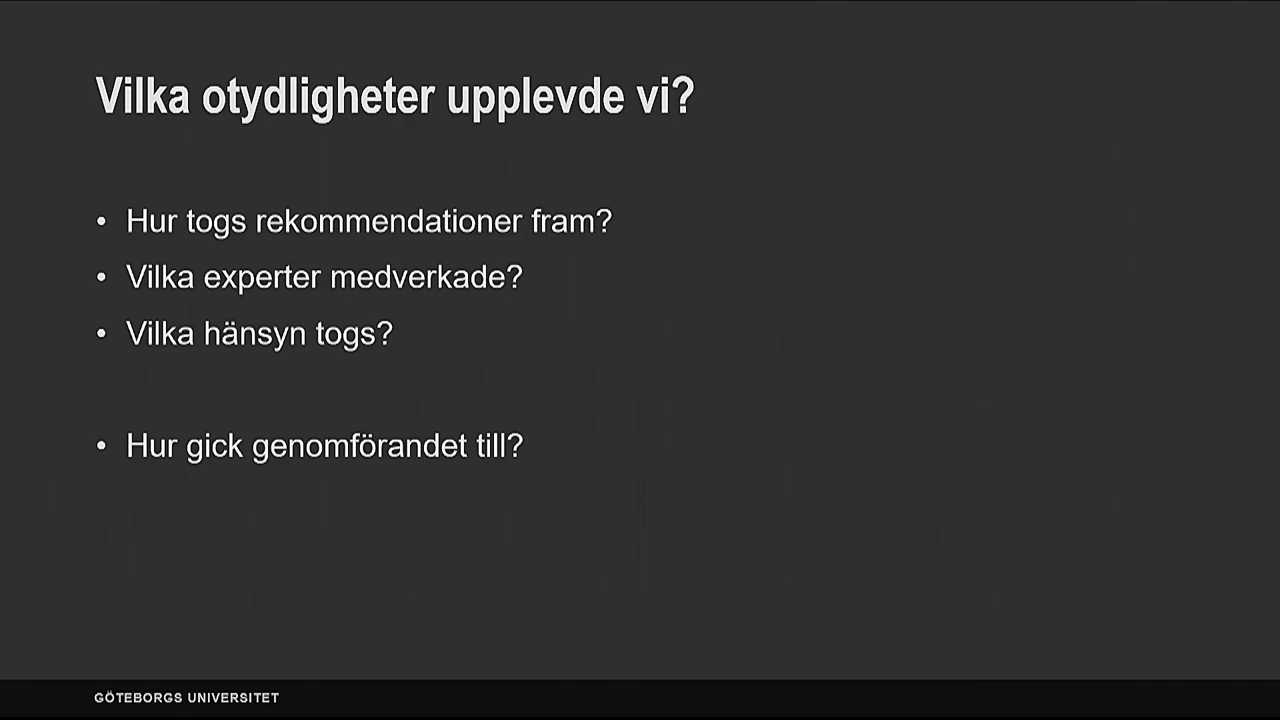 Vilka otydligheter upplevde vi?
• Hur togs rekommendationer fram?
• Vilka experter medverkade?
• Vilka hänsyn togs?
• Hur gick genomförandet till?
GÖTEBORGS UNIVERSITET